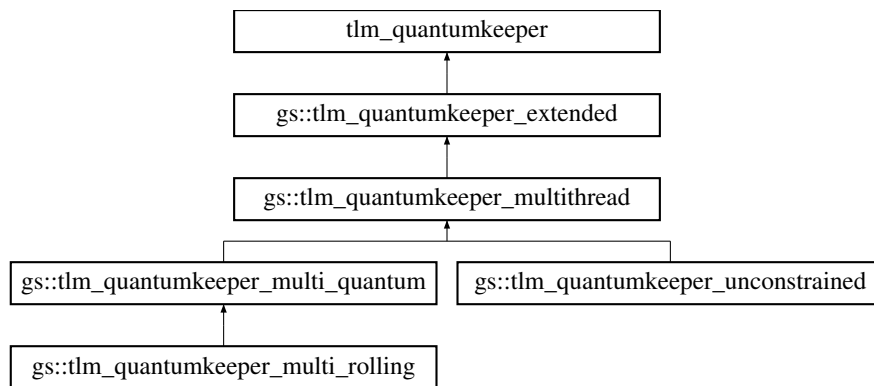 tlm_quantumkeeper
gs::tlm_quantumkeeper_extended
gs::tlm_quantumkeeper_multithread
gs::tlm_quantumkeeper_multi_quantum
gs::tlm_quantumkeeper_unconstrained
gs::tlm_quantumkeeper_multi_rolling